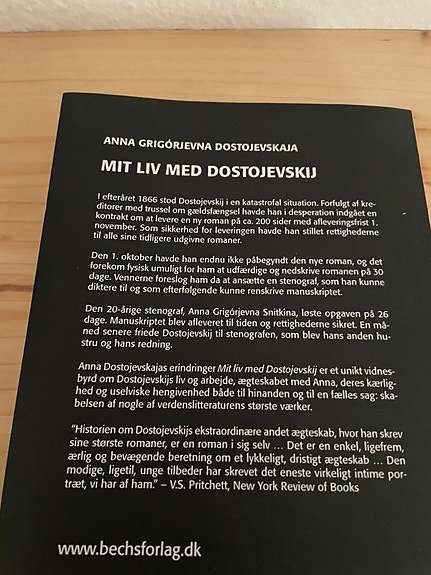 ANNA GRIGÓRJEVNA DOSTOJEVSKAJA
MIT LIV MED DOSTOJEVSKIJ
I efteråret 1866 stod Dostojevskij i en katastrofal situation. Forfulgt af kre-
ditorer med trussel om gældsfængsel havde han i desperation indgået en
kontrakt om at levere en ny roman på ca. 200 sider med afleveringsfrist 1.
november. Som sikkerhed for leveringen havde han stillet rettighederne
til alle sine tidligere udgivne romaner.
Den 1. oktober havde han endnu ikke påbegyndt den nye roman, og det
forekom fysisk umuligt for ham at udfærdige og nedskrive romanen på 30
dage. Vennerne foreslog ham da at ansætte en stenograf, som han kunne
diktere til og som efterfølgende kunne renskrive manuskriptet.
Den 20-årige stenograf, Anna Grigórjevna Snitkina, løste opgaven på 26
dage. Manuskriptet blev afleveret til tiden og rettighederne sikret. En må-
ned senere friede Dostojevskij til stenografen, som blev hans anden hu-
stru og hans redning.
Anna Dostojevskajas erindringer Mit liv med Dostojevskij er et unikt vidnes-
byrd om Dostojevskijs liv og arbejde, ægteskabet med Anna, deres kærlig-
hed og uselviske hengivenhed både til hinanden og til en fælles sag: ska-
belsen af nogle af verdenslitteraturens største værker.
"Historien om Dostojevskijs ekstraordinære andet ægteskab, hvor han skrev
sine største romaner, er en roman i sig selv ... Det er en enkel, ligefrem,
ærlig og bevægende beretning om et lykkeligt, dristigt ægteskab ... Den
modige, ligetil, unge tilbeder har skrevet det eneste virkeligt intime por-
træt, vi har af ham." – V.S. Pritchett, New York Review of Books
www.bechsforlag.dk